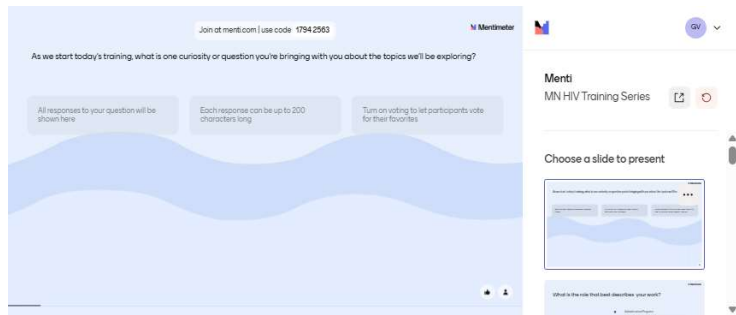 Join at menti.com | use code 1794 2563
Mentimeter
As we start today's training, what is one curiosity or question you're bringing with you about the topics we'll be exploring?
All responses to your question will be
shown here
Each response can be up to 200
characters long
Turn on voting to let participants vote
for their favorites
GV
Menti
MN HIV Training Series
Choose a slide to present
What is the role that best describes your work?